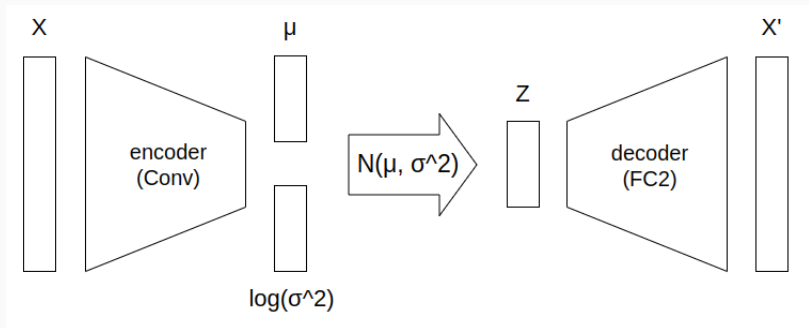 X
μ
X'
Z
encoder
(Conv)
N(μ, σ^2)
decoder
(FC2)
log(σ^2)